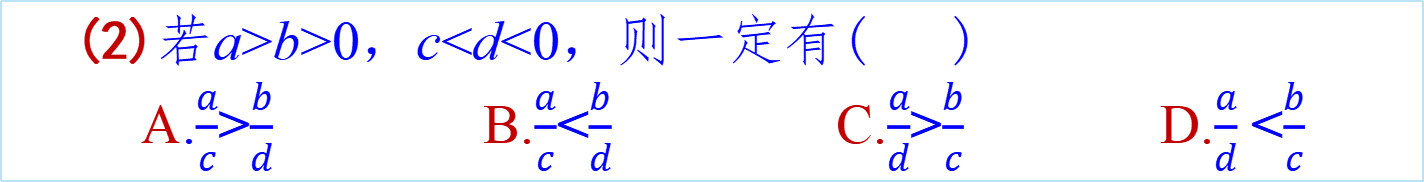 (2) 若a>b>0，c<d<0，则一定有(　　)
A.a/c>b/d　B.a/c<b/d　C.a/d>b/c　D.a/d <b/c